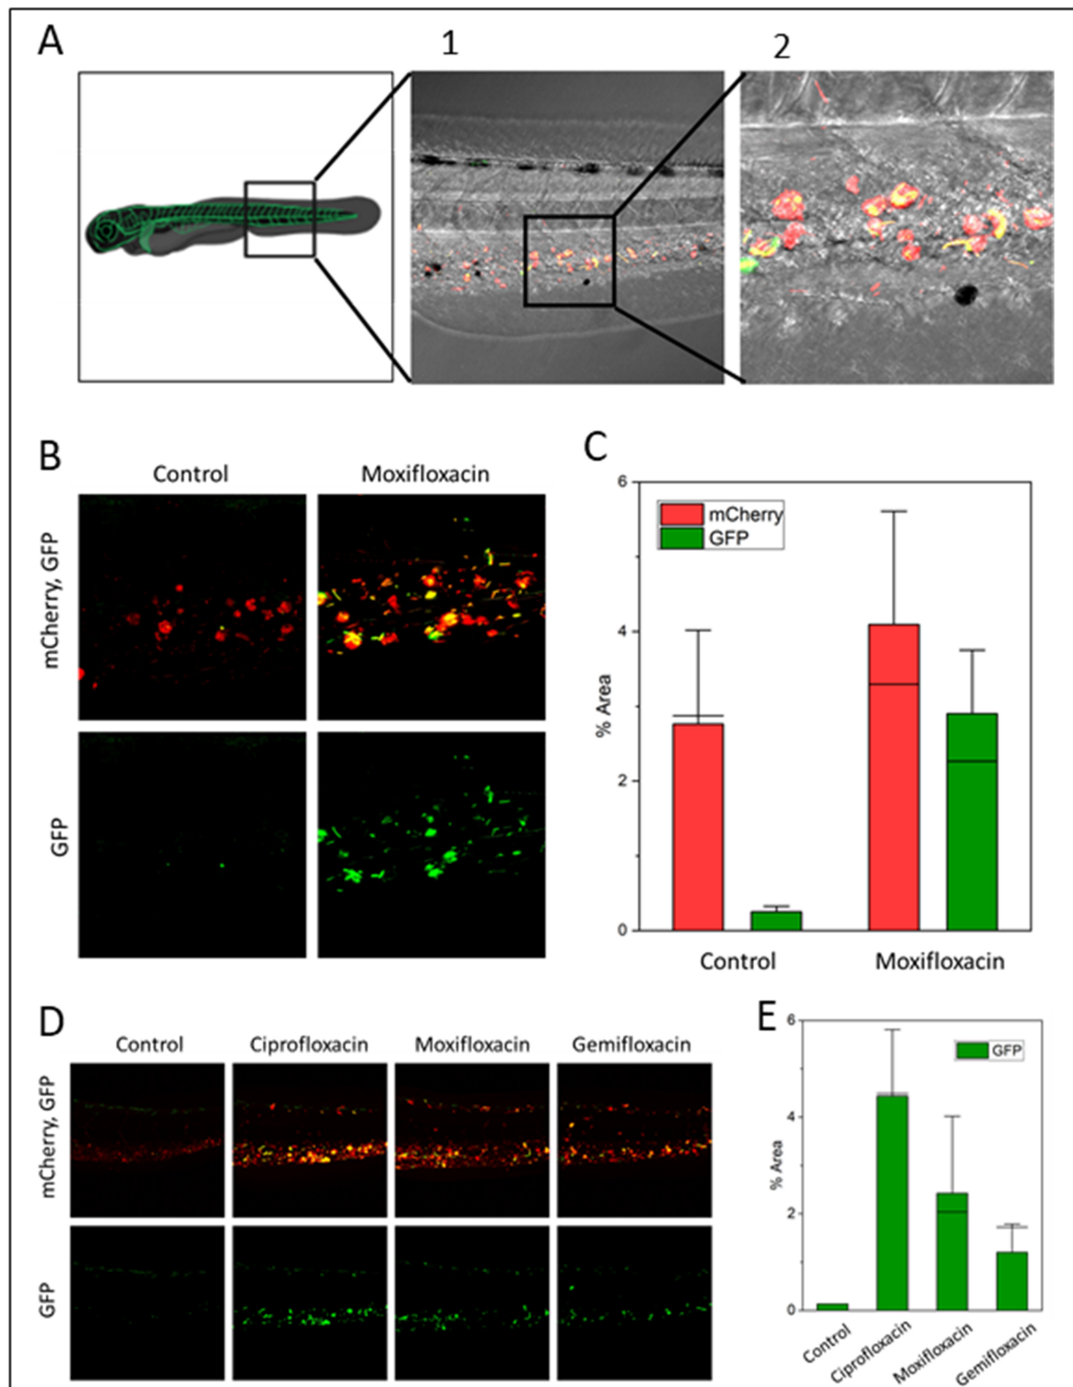 A
1
2
B
Control
Moxifloxacin
mCherry, GFP
GFP
C
6
4
2
0
% Area
mCherry
GFP
Control
Moxifloxacin
D
Control
Ciprofloxacin
Moxifloxacin
Gemifloxacin
mCherry, GFP
GFP
E
6
4
2
0
% Area
GFP
Control
Ciprofloxacin
Moxifloxacin
Gemifloxacin